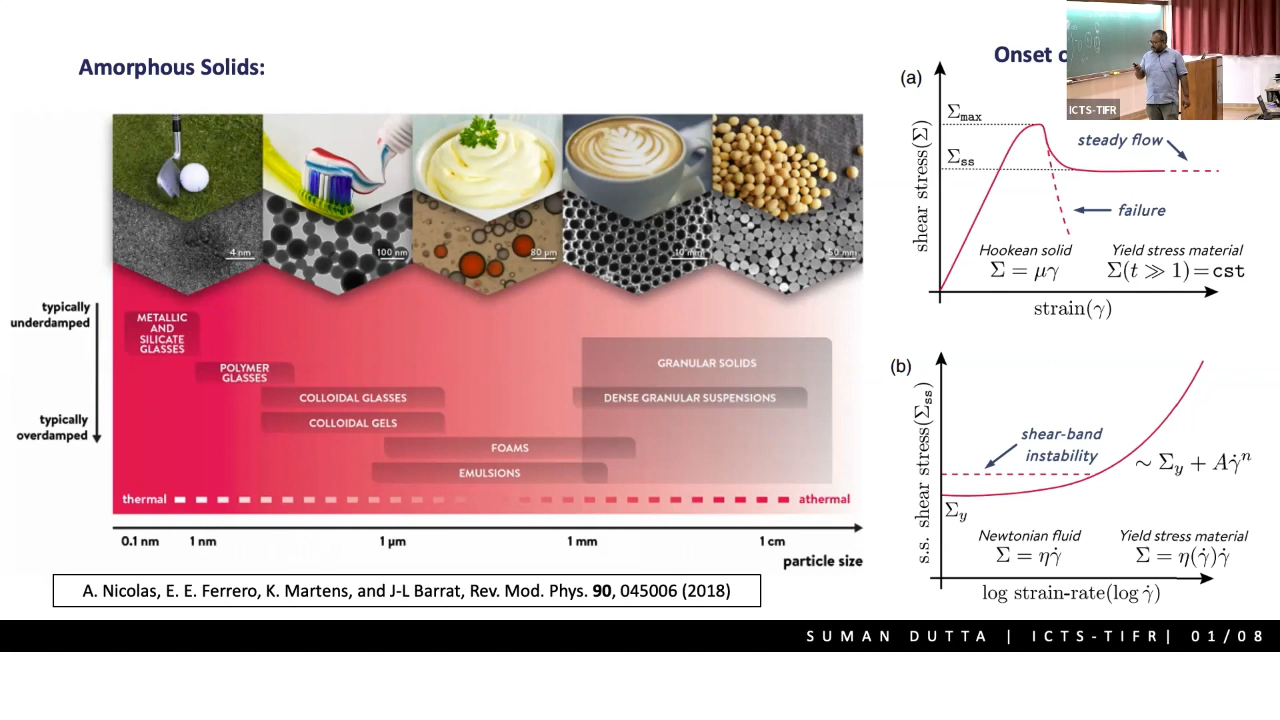 Amorphous Solids:
Onset
ICTS-TIFR
4 nm
100 nm
80 µm
10 mm
50 mm
typically
underdamped
typically
overdamped
METALLIC
AND
SILICATE
GLASSES
POLYMER
GLASSES
COLLOIDAL GLASSES
COLLOIDAL GELS
FOAMS
EMULSIONS
GRANULAR SOLIDS
DENSE GRANULAR SUSPENSIONS
thermal
athermal
0.1 nm
1 nm
1 µm
1 mm
1 cm
particle size
A. Nicolas, E. E. Ferrero, K. Martens, and J-L Barrat, Rev. Mod. Phys. 90, 045006 (2018)
(a)
shear stress(Σ)
Σmax
Σss
steady flow
failure
Hookean solid
Σ = μγ
Yield stress material
Σ(t ≫ 1) = cst
strain(γ)
(b)
s.s. shear stress(Σss)
shear-band
instability
∼ Σy + Aγ̇ⁿ
Σy
Newtonian fluid
Σ = ηγ̇
Yield stress material
Σ = η(γ̇)γ̇
log strain-rate(log γ̇)
SUMAN DUTTA | ICTS-TIFR| 01/08